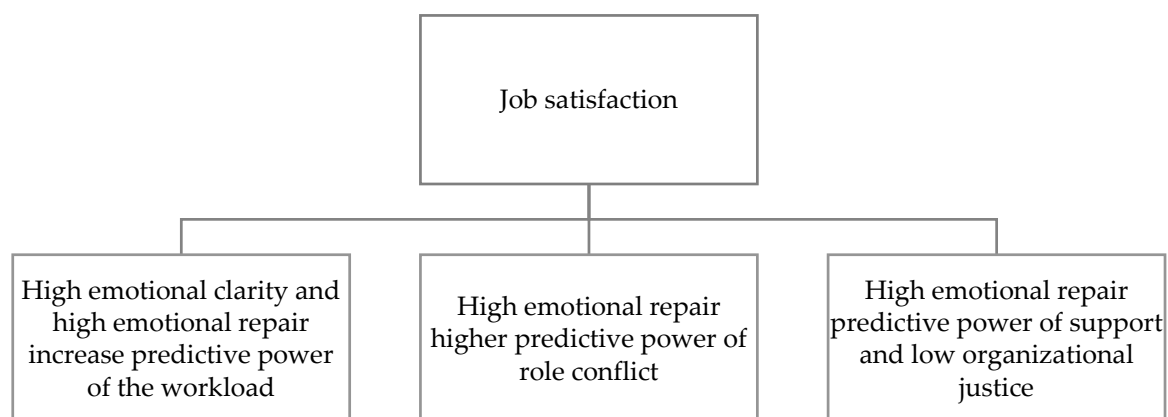 Job satisfaction
High emotional clarity and
high emotional repair
increase predictive power
of the workload
High emotional repair
higher predictive power of
role conflict
High emotional repair
predictive power of support
and low organizational
justice